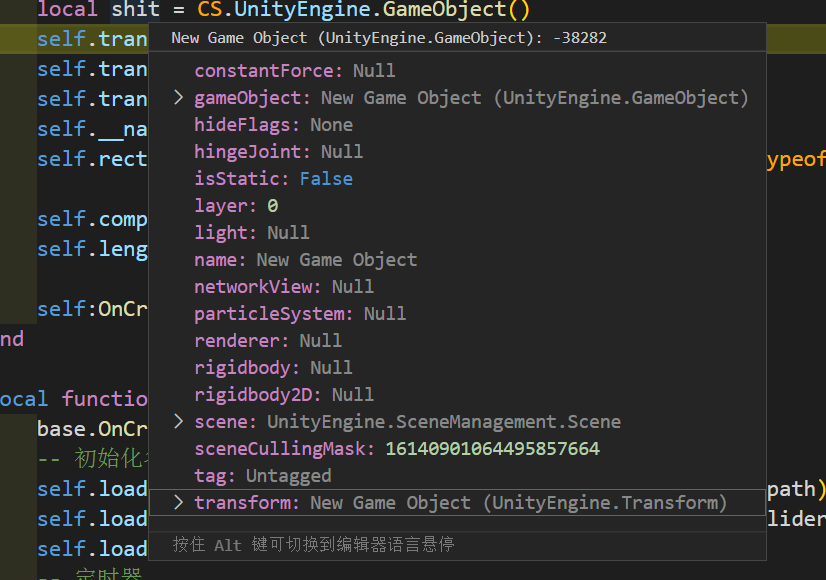 local shit = CS.UnityEngine.GameObject()
self.tran
New Game Object (UnityEngine.GameObject): -38282
self.tran
constantForce: Null
self.tran
gameObject: New Game Object (UnityEngine.GameObject)
self.__na
hideFlags: None
self.rect
hingeJoint: Null
ypeof
isStatic: False
layer: 0
self.comp
light: Null
self.leng
name: New Game Object
networkView: Null
self:OnCr
particleSystem: Null
nd
renderer: Null
rigidbody: Null
ocal functio
rigidbody2D: Null
base.OnCr
scene: UnityEngine.SceneManagement.Scene
-- 初始化
sceneCullingMask: 16140901064495857664
self.load
tag: Untagged
path)
transform: New Game Object (UnityEngine.Transform)
self.load
lider
self.load
按住 Alt 键可切换到编辑器语言悬停
-- 定时器